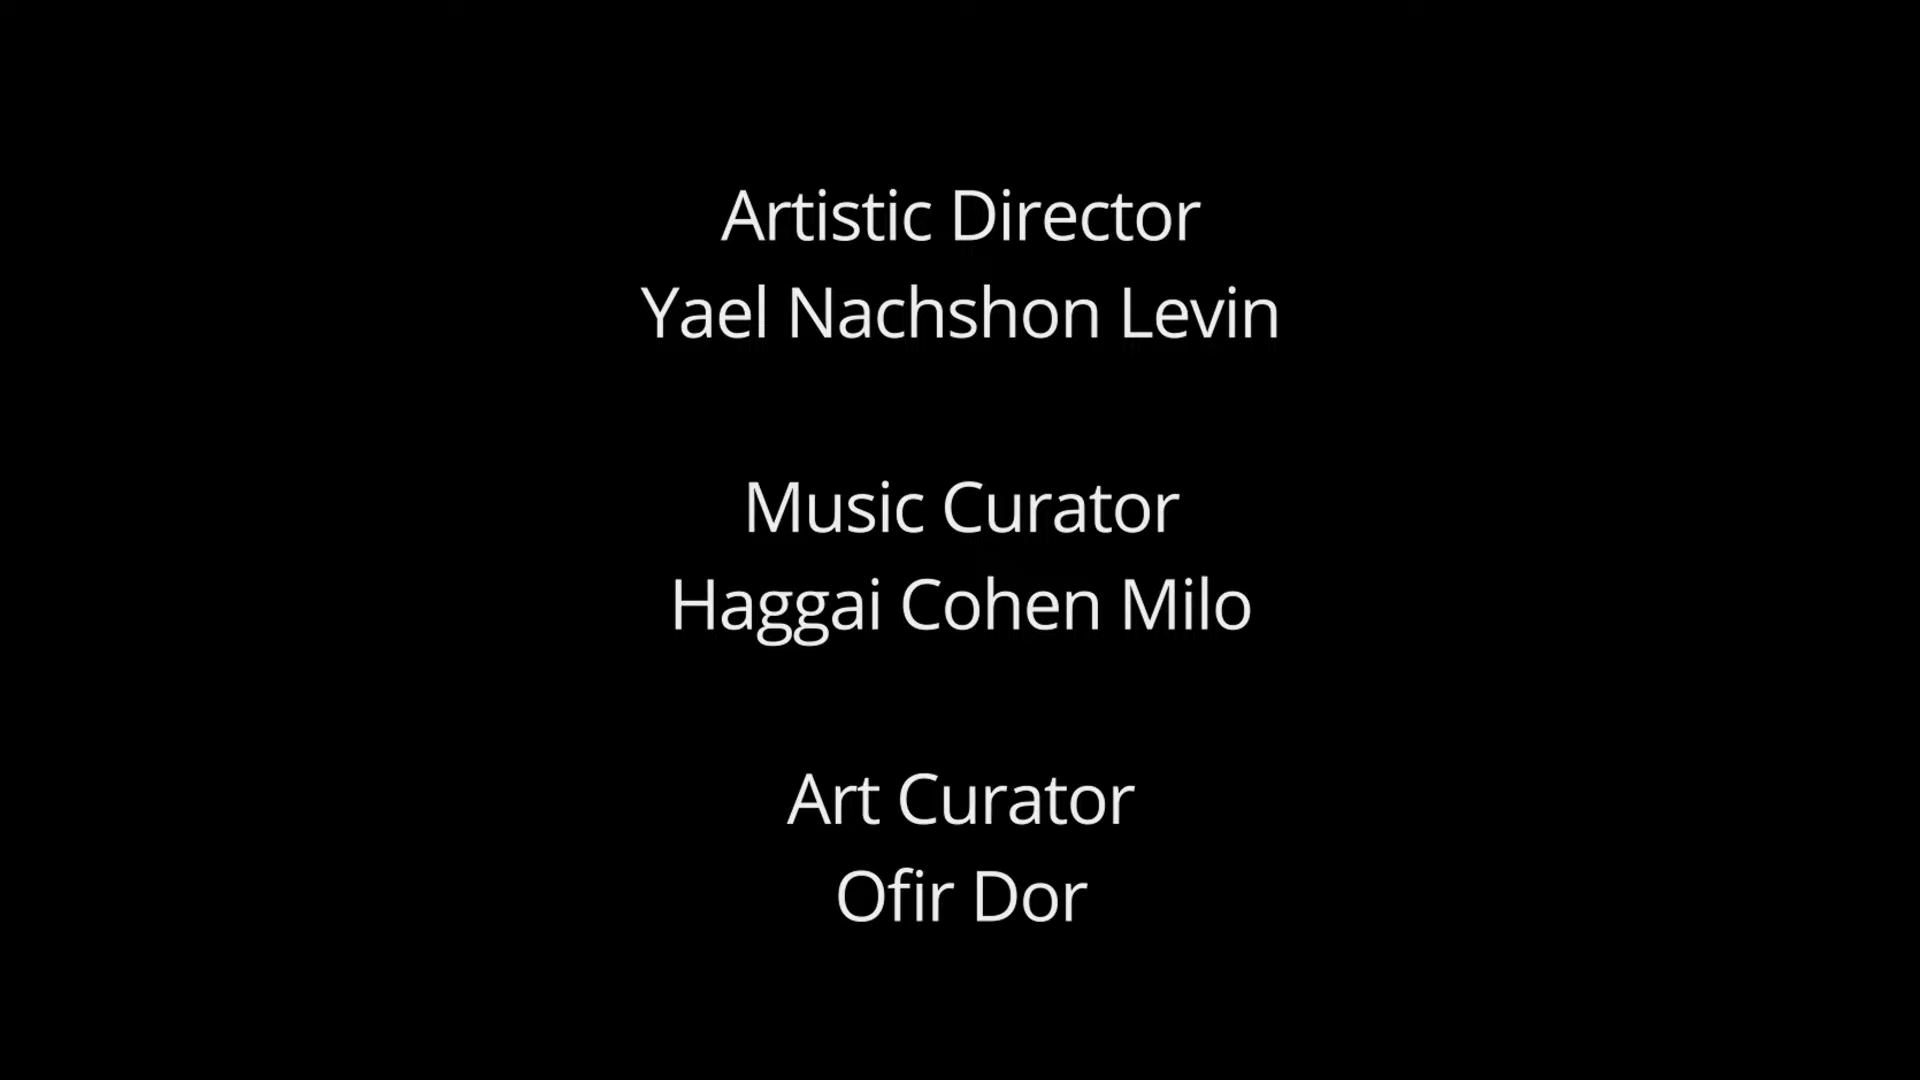 Artistic Director
Yael Nachshon Levin
Music Curator
Haggai Cohen Milo
Art Curator
Ofir Dor